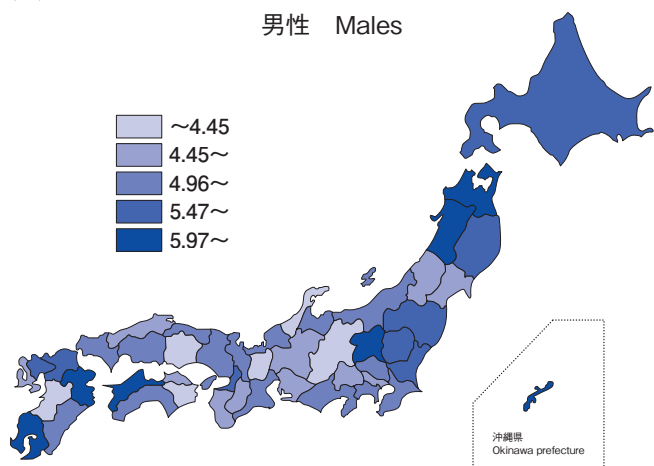 男性 Males
～4.45
4.45～
4.96～
5.47～
5.97～
沖縄県
Okinawa prefecture